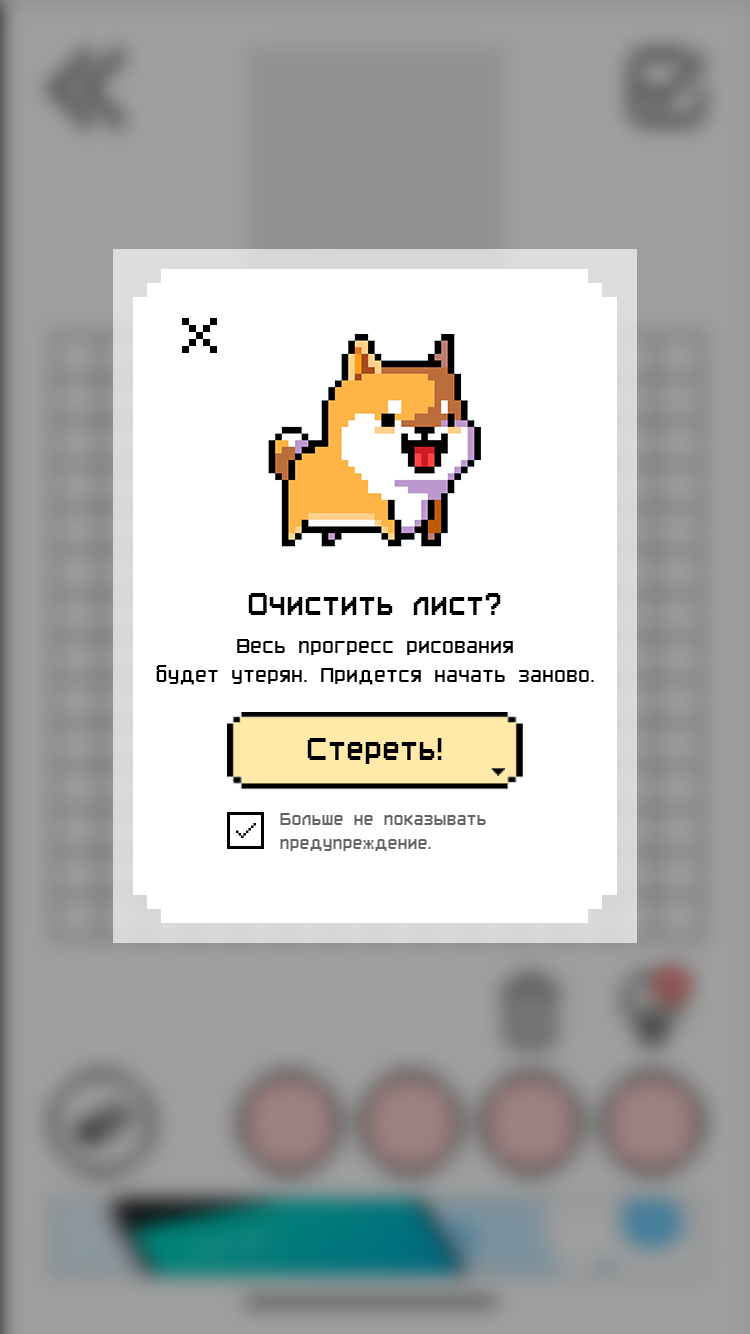 Очистить лист?
Весь прогресс рисования
будет утерян. Придется начать заново.
Стереть!
Больше не показывать
предупреждение.